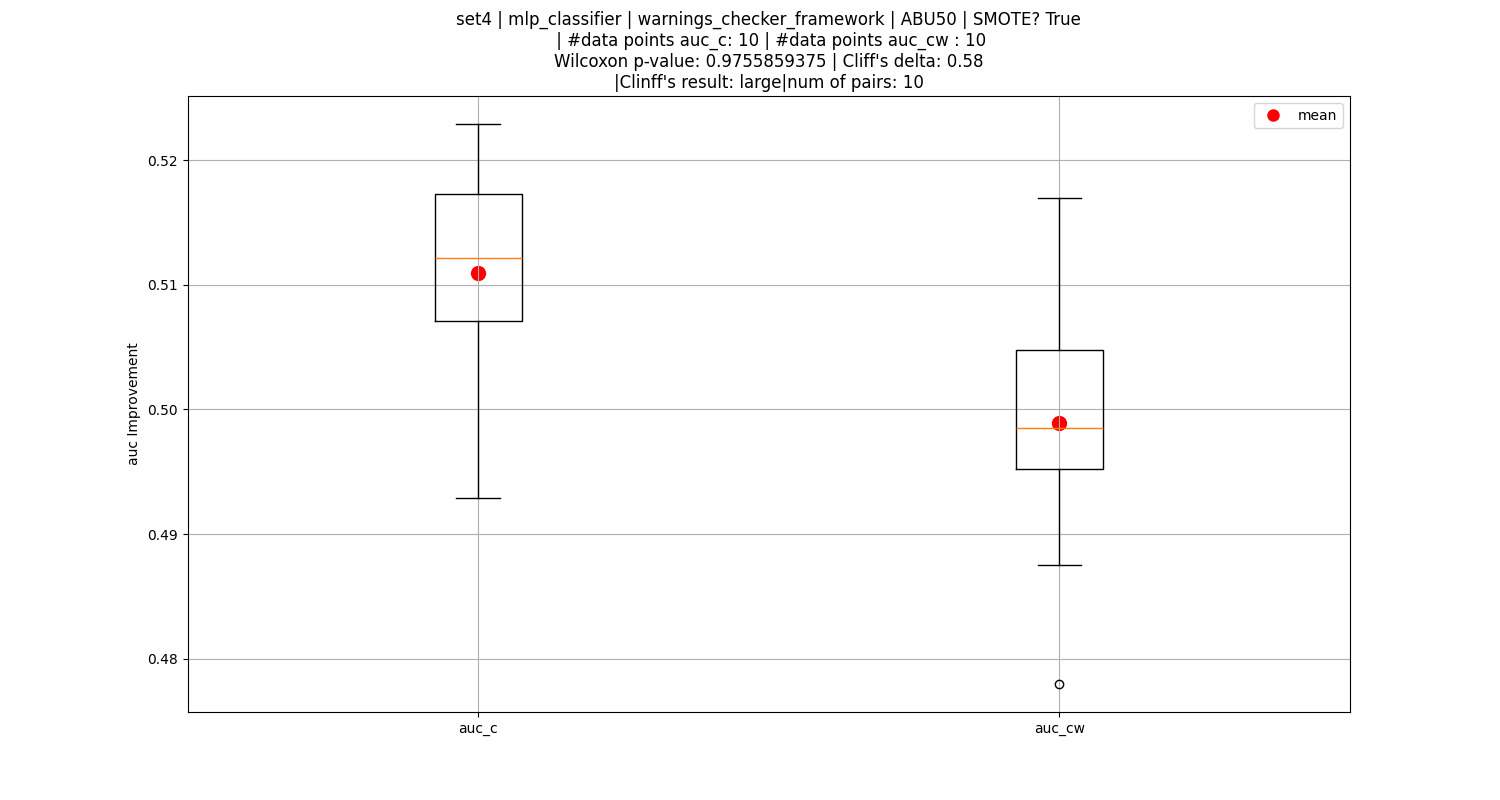 set4 | mlp_classifier | warnings_checker_framework | ABU50 | SMOTE? True
| #data points auc_c: 10 | #data points auc_cw : 10
Wilcoxon p-value: 0.9755859375 | Cliff's delta: 0.58
|Clinff's result: large|num of pairs: 10
mean
0.52
0.51
0.50
0.49
0.48
auc Improvement
auc_c
auc_cw